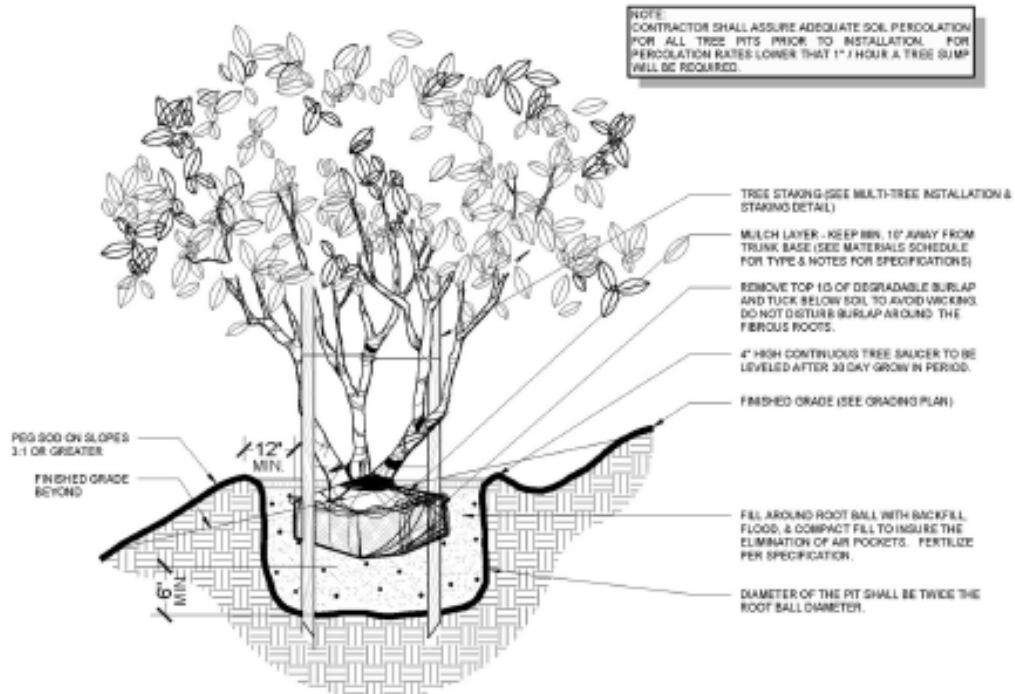 NOTE:
CONTRACTOR SHALL ASSURE ADEQUATE SOIL PERCOLATION
FOR ALL TREE PITS PRIOR TO INSTALLATION. FOR
PERCOLATION RATES LOWER THAT 1" / HOUR A TREE SUMP
WILL BE REQUIRED.
TREE STAKING (SEE MULTI-TREE INSTALLATION &
STAKING DETAIL)
MULCH LAYER - KEEP MIN. 10" AWAY FROM
TRUNK BASE (SEE MATERIALS SCHEDULE
FOR TYPE & NOTES FOR SPECIFICATIONS)
REMOVE TOP 1/3 OF DEGRADABLE BURLAP
AND TUCK BELOW SOIL TO AVOID WICKING.
DO NOT DISTURB BURLAP AROUND THE
FIBROUS ROOTS.
4" HIGH CONTINUOUS TREE SAUCER TO BE
LEVELED AFTER 30 DAY GROW IN PERIOD.
FINISHED GRADE (SEE GRADING PLAN)
PEG SOD ON SLOPES
3:1 OR GREATER
12"
MIN.
FINISHED GRADE
BEYOND
FILL AROUND ROOT BALL WITH BACKFILL,
FLOOD, & COMPACT FILL TO INSURE THE
ELIMINATION OF AIR POCKETS. FERTILIZE
PER SPECIFICATION.
6"
MIN.
DIAMETER OF THE PIT SHALL BE TWICE THE
ROOT BALL DIAMETER.